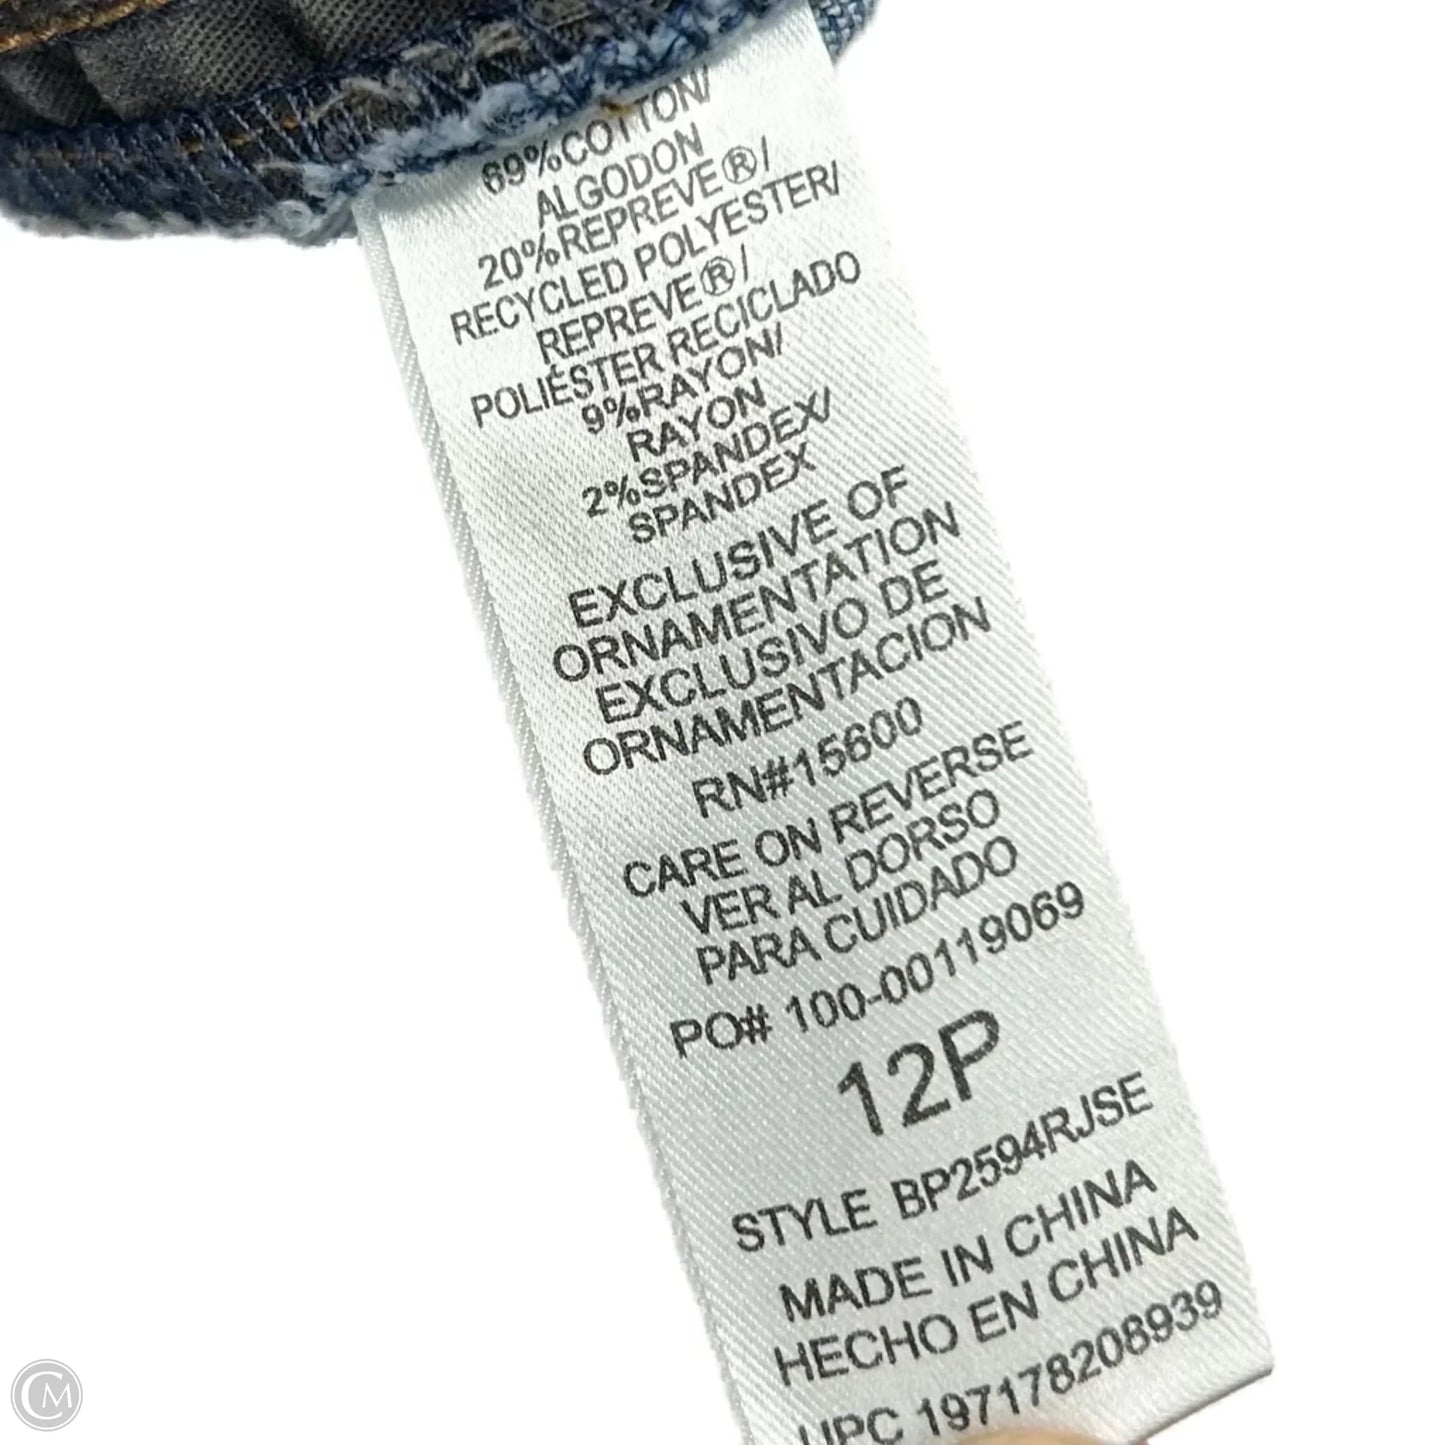 69%COTTON/
ALGODON
20%REPREVE®/
RECYCLED POLYESTER/
REPREVE®/
POLIÉSTER RECICLADO
9%RAYON/
RAYON
2%SPANDEX/
SPANDEX
EXCLUSIVE OF
ORNAMENTATION
EXCLUSIVO DE
ORNAMENTACION
RN#15600
CARE ON REVERSE
VER AL DORSO
PARA CUIDADO
PO# 100-00119069
12P
STYLE BP2594RJSE
MADE IN CHINA
HECHO EN CHINA
UPC 197178208939
CM